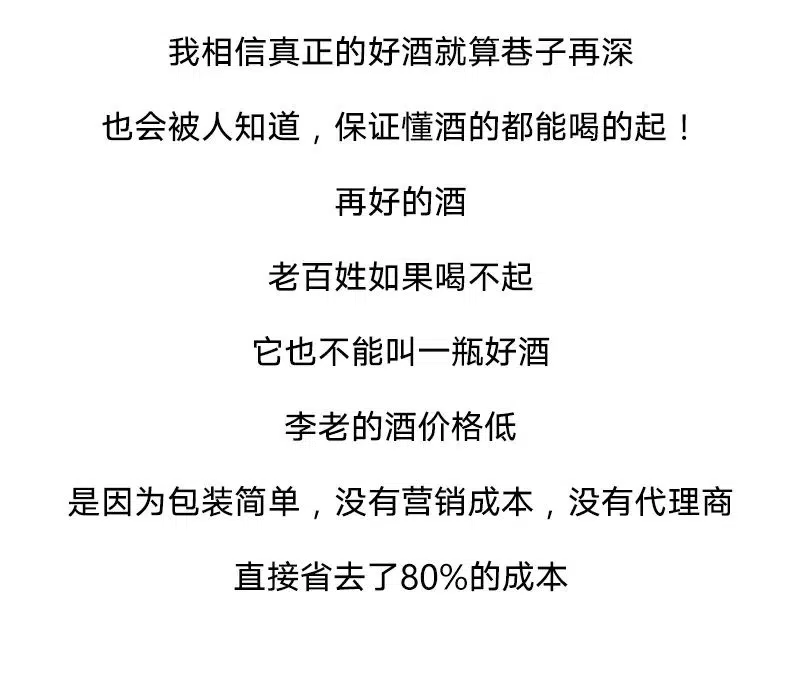 我相信真正的好酒就算巷子再深
也会被人知道，保证懂酒的都能喝的起！
再好的酒
老百姓如果喝不起
它也不能叫一瓶好酒
李老的酒价格低
是因为包装简单，没有营销成本，没有代理商
直接省去了80%的成本